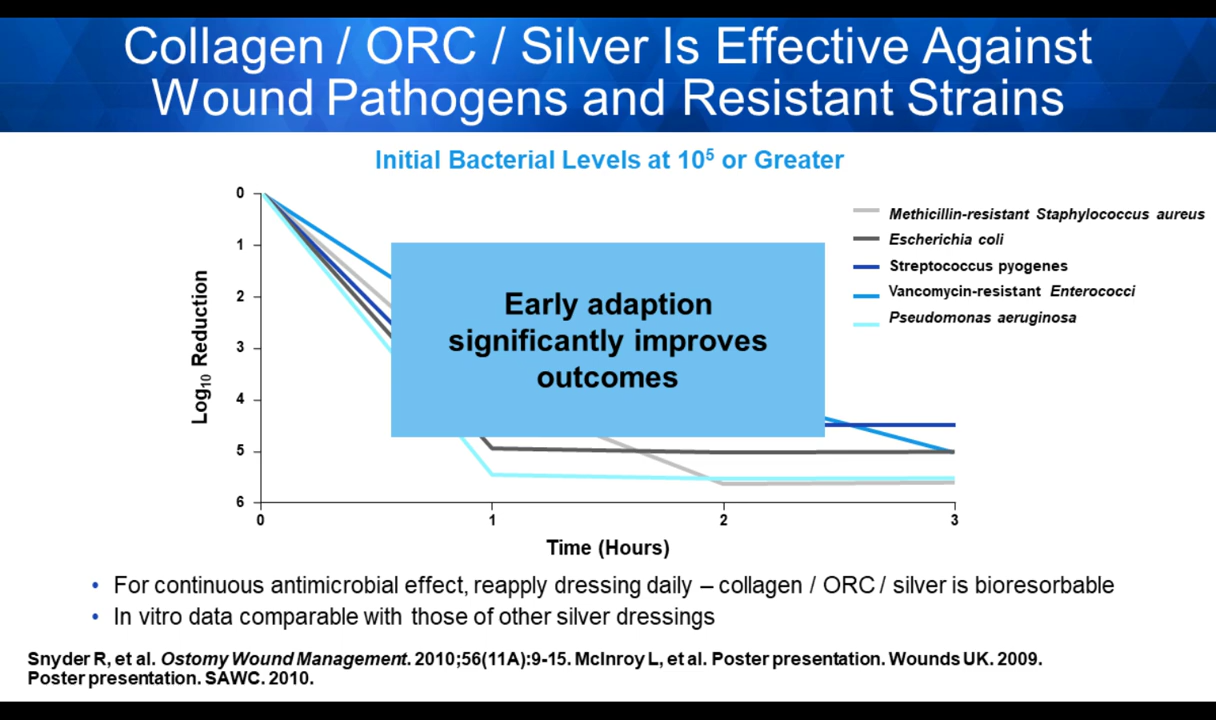 Collagen / ORC / Silver Is Effective Against
Wound Pathogens and Resistant Strains
Initial Bacterial Levels at 10⁵ or Greater
0
1
2
3
4
5
6
Log₁₀ Reduction
0
1
2
3
Time (Hours)
Early adaption
significantly improves
outcomes
Methicillin-resistant Staphylococcus aureus
Escherichia coli
Streptococcus pyogenes
Vancomycin-resistant Enterococci
Pseudomonas aeruginosa
• For continuous antimicrobial effect, reapply dressing daily – collagen / ORC / silver is bioresorbable
• In vitro data comparable with those of other silver dressings
Snyder R, et al. Ostomy Wound Management. 2010;56(11A):9-15. McInroy L, et al. Poster presentation. Wounds UK. 2009.
Poster presentation. SAWC. 2010.